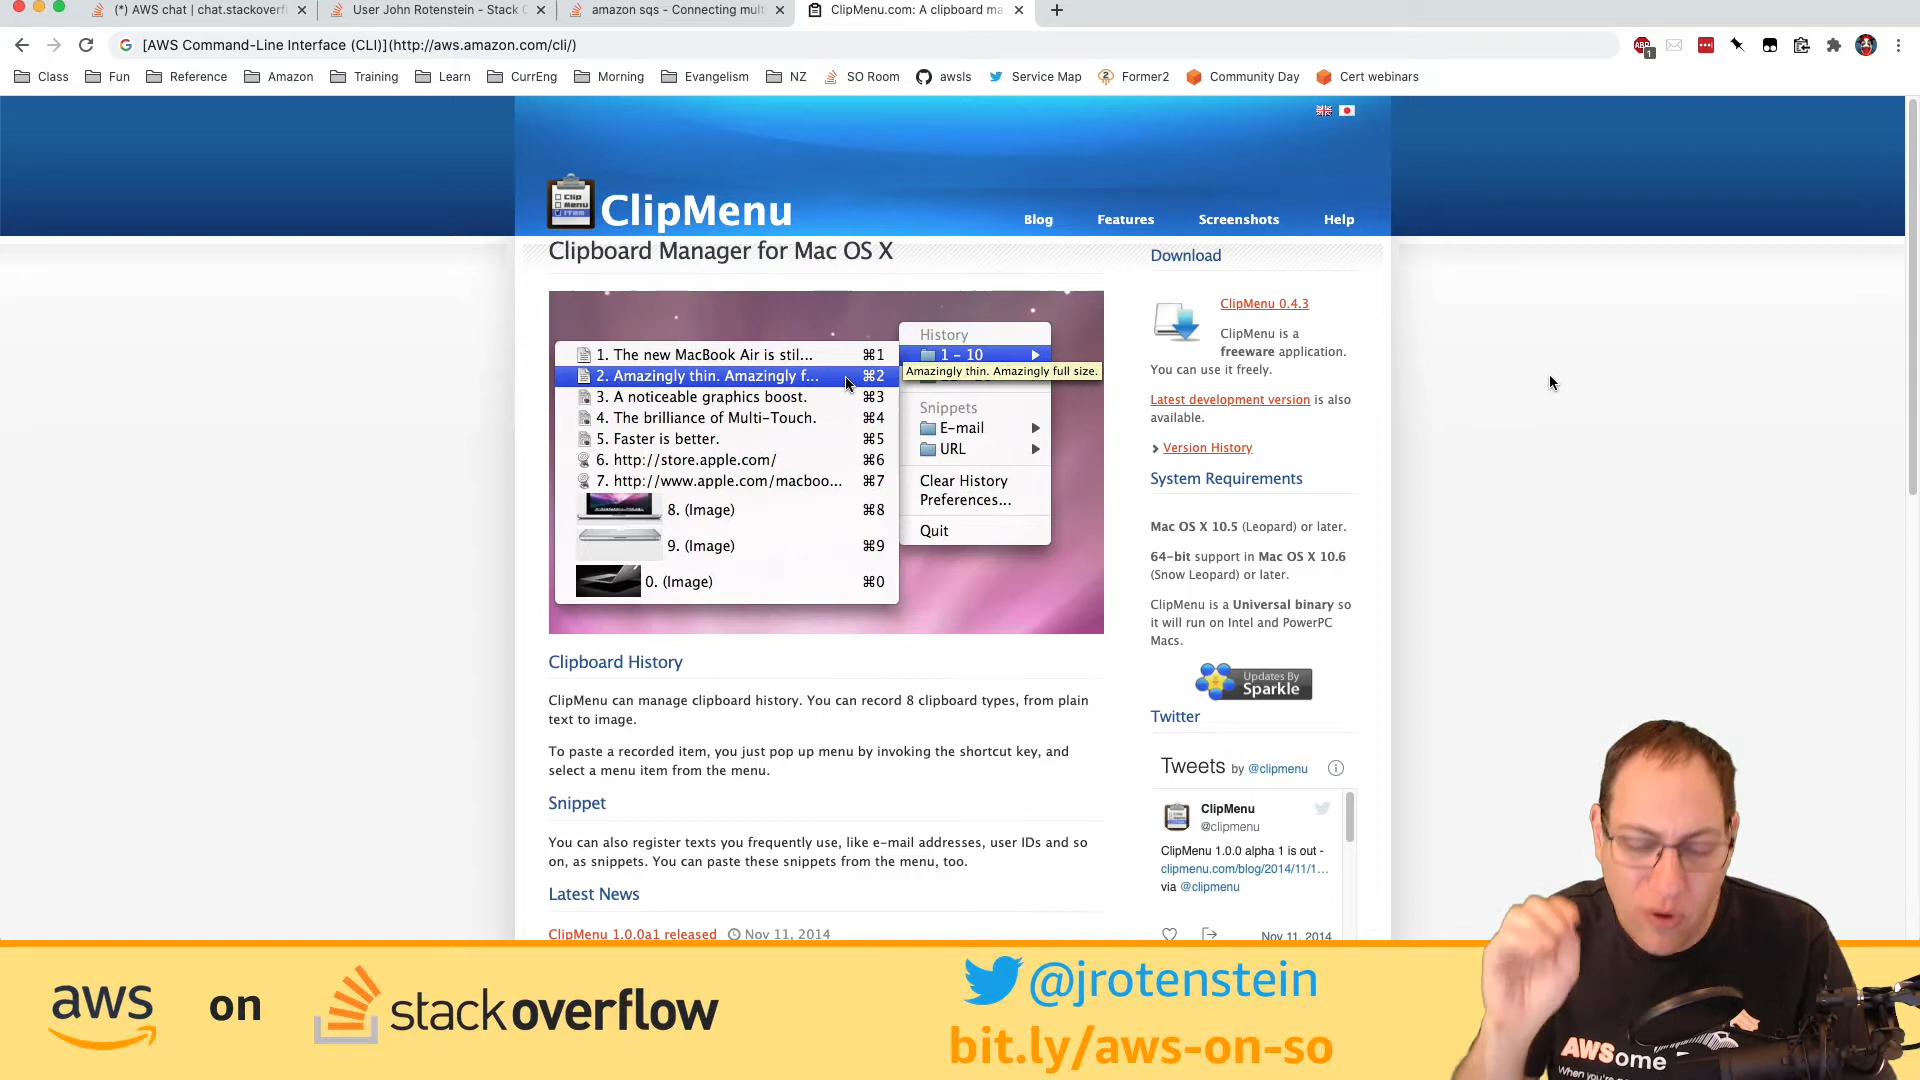 (*) AWS chat | chat.stackoverfl
User John Rotenstein - Stack O
amazon sqs - Connecting mult
ClipMenu.com: A clipboard ma
[AWS Command-Line Interface (CLI)](http://aws.amazon.com/cli/)
ABP
1
Class
Fun
Reference
Amazon
Training
Learn
CurrEng
Morning
Evangelism
NZ
SO Room
awsls
Service Map
Former2
Community Day
Cert webinars
ClipMenu
Blog
Features
Screenshots
Help
Clipboard Manager for Mac OS X
1. The new MacBook Air is stil... ⌘1
2. Amazingly thin. Amazingly f... ⌘2
3. A noticeable graphics boost. ⌘3
4. The brilliance of Multi-Touch. ⌘4
5. Faster is better. ⌘5
6. http://store.apple.com/ ⌘6
7. http://www.apple.com/macboo... ⌘7
8. (Image) ⌘8
9. (Image) ⌘9
0. (Image) ⌘0
History
1 - 10
Amazingly thin. Amazingly full size.
Snippets
E-mail
URL
Clear History
Preferences...
Quit
Clipboard History
ClipMenu can manage clipboard history. You can record 8 clipboard types, from plain
text to image.
To paste a recorded item, you just pop up menu by invoking the shortcut key, and
select a menu item from the menu.
Snippet
You can also register texts you frequently use, like e-mail addresses, user IDs and so
on, as snippets. You can paste these snippets from the menu, too.
Latest News
ClipMenu 1.0.0a1 released Nov 11, 2014
Download
ClipMenu 0.4.3
ClipMenu is a
freeware application.
You can use it freely.
Latest development version is also
available.
Version History
System Requirements
Mac OS X 10.5 (Leopard) or later.
64-bit support in Mac OS X 10.6
(Snow Leopard) or later.
ClipMenu is a Universal binary so
it will run on Intel and PowerPC
Macs.
Updates By
Sparkle
Twitter
Tweets by @clipmenu
ClipMenu
@clipmenu
ClipMenu 1.0.0 alpha 1 is out -
clipmenu.com/blog/2014/11/1...
via @clipmenu
Nov 11, 2014
aws on stackoverflow
@jrotenstein
bit.ly/aws-on-so
AWSome
When you're